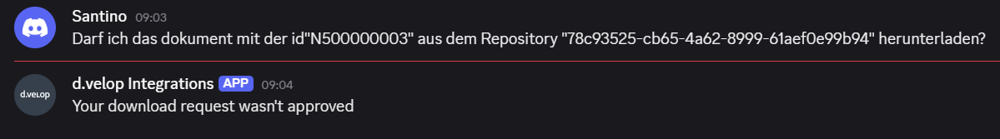 Santino 09:03
Darf ich das dokument mit der id"N500000003" aus dem Repository "78c93525-cb65-4a62-8999-61aef0e99b94" herunterladen?
d.velop
d.velop Integrations APP 09:04
Your download request wasn't approved